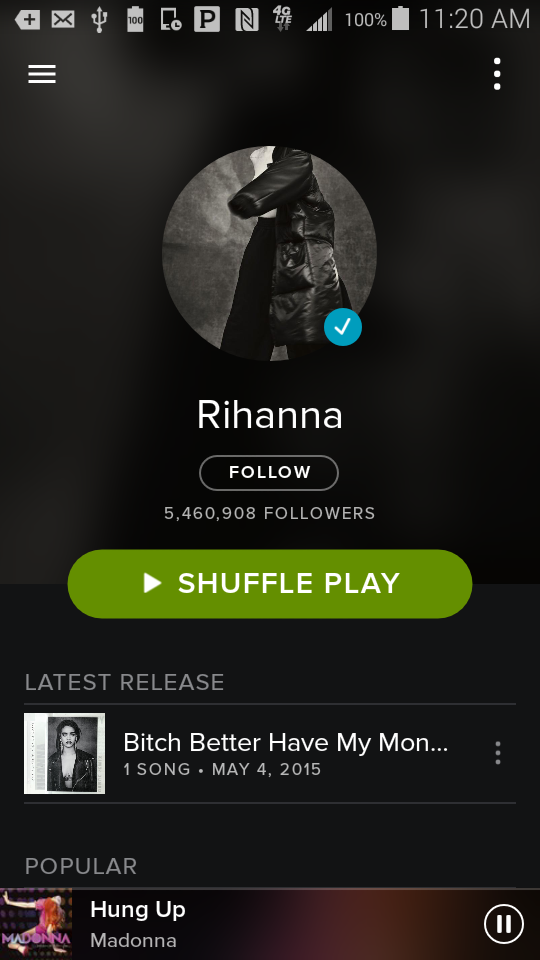 100
4G
LTE
100%
11:20 AM
Rihanna
FOLLOW
5,460,908 FOLLOWERS
SHUFFLE PLAY
LATEST RELEASE
Bitch Better Have My Mon...
1 SONG • MAY 4, 2015
POPULAR
MADONNA
Hung Up
Madonna